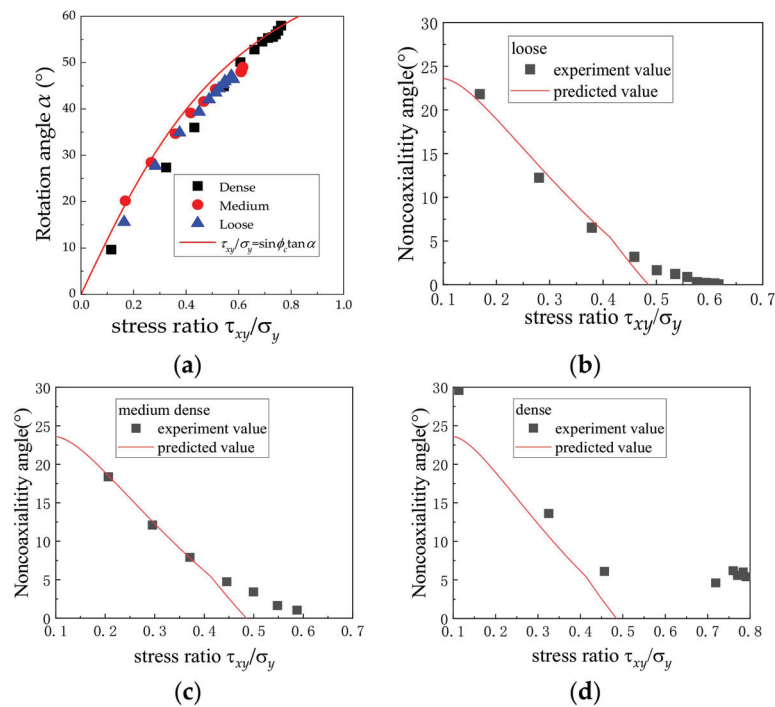 60
50
40
30
20
10
0
Rotation angle α (°)
Dense
Medium
Loose
τxy/σy=sinϕc tanα
0.0 0.2 0.4 0.6 0.8 1.0
stress ratio τxy/σy
(a)
30
25
20
15
10
5
0
Noncoaxialitity angle(°)
loose
experiment value
predicted value
0.1 0.2 0.3 0.4 0.5 0.6 0.7
stress ratio τxy/σy
(b)
30
25
20
15
10
5
0
Noncoaxialitity angle(°)
medium dense
experiment value
predicted value
0.1 0.2 0.3 0.4 0.5 0.6 0.7
stress ratio τxy/σy
(c)
30
25
20
15
10
5
0
Noncoaxialitity angle(°)
dense
experiment value
predicted value
0.1 0.2 0.3 0.4 0.5 0.6 0.7 0.8
stress ratio τxy/σy
(d)